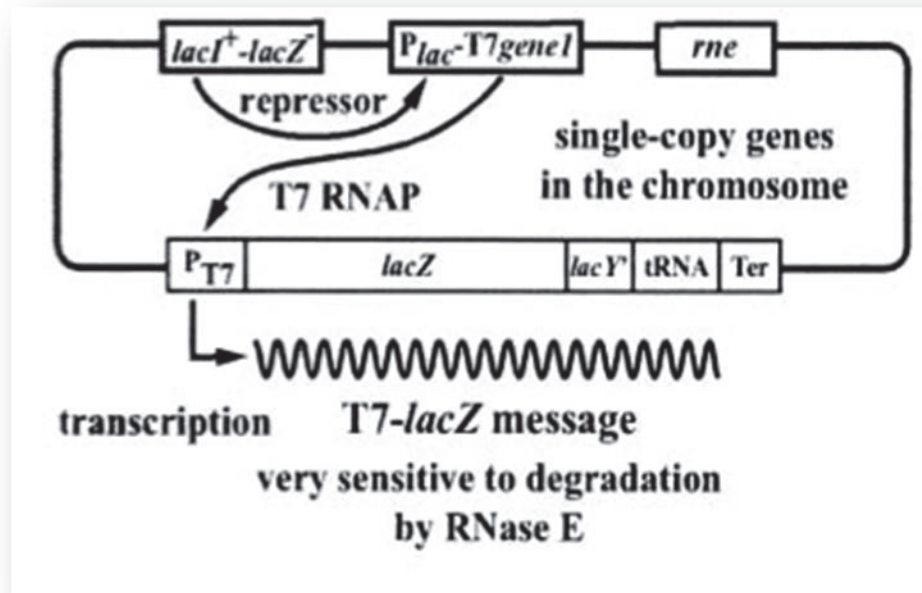 lacI⁺-lacZ⁻
Plac-T7gene1
rne
repressor
single-copy genes
in the chromosome
T7 RNAP
PT7
lacZ
lacY'
tRNA
Ter
transcription
T7-lacZ message
very sensitive to degradation
by RNase E